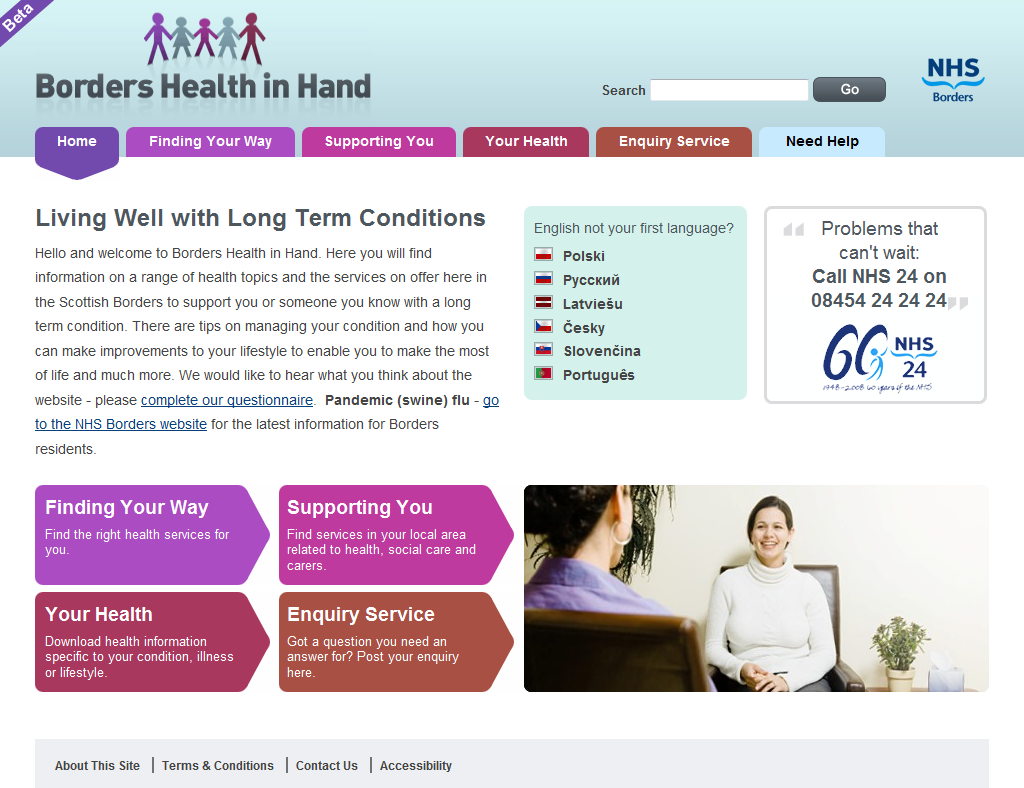 Beta
Borders Health in Hand
Search
Go
NHS
Borders
Home
Finding Your Way
Supporting You
Your Health
Enquiry Service
Need Help
Living Well with Long Term Conditions
Hello and welcome to Borders Health in Hand. Here you will find
information on a range of health topics and the services on offer here in
the Scottish Borders to support you or someone you know with a long
term condition. There are tips on managing your condition and how you
can make improvements to your lifestyle to enable you to make the most
of life and much more. We would like to hear what you think about the
website - please complete our questionnaire. Pandemic (swine) flu - go
to the NHS Borders website for the latest information for Borders
residents.
English not your first language?
Polski
Русский
Latviešu
Česky
Slovenčina
Português
Problems that
can't wait:
Call NHS 24 on
08454 24 24 24
60
NHS
24
1948-2008 60 years of the NHS
Finding Your Way
Find the right health services for
you.
Supporting You
Find services in your local area
related to health, social care and
carers.
Your Health
Download health information
specific to your condition, illness
or lifestyle.
Enquiry Service
Got a question you need an
answer for? Post your enquiry
here.
About This Site | Terms & Conditions | Contact Us | Accessibility